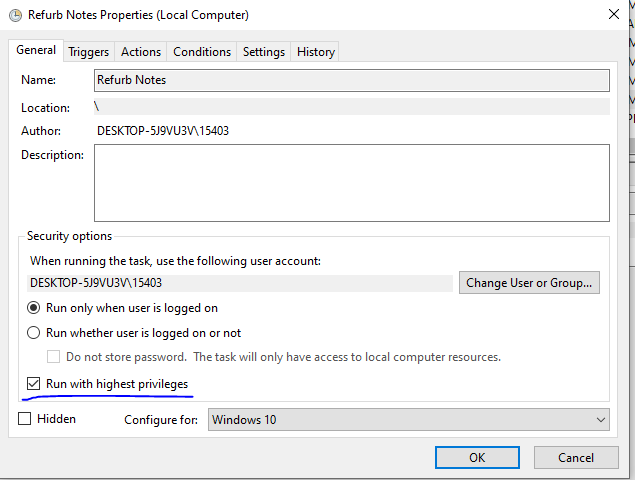 Refurb Notes Properties (Local Computer)
General Triggers Actions Conditions Settings History
Name: Refurb Notes
Location: \
Author: DESKTOP-5J9VU3V\15403
Description:
Security options
When running the task, use the following user account:
DESKTOP-5J9VU3V\15403 Change User or Group...
Run only when user is logged on
Run whether user is logged on or not
Do not store password. The task will only have access to local computer resources.
Run with highest privileges
Hidden Configure for: Windows 10
OK Cancel